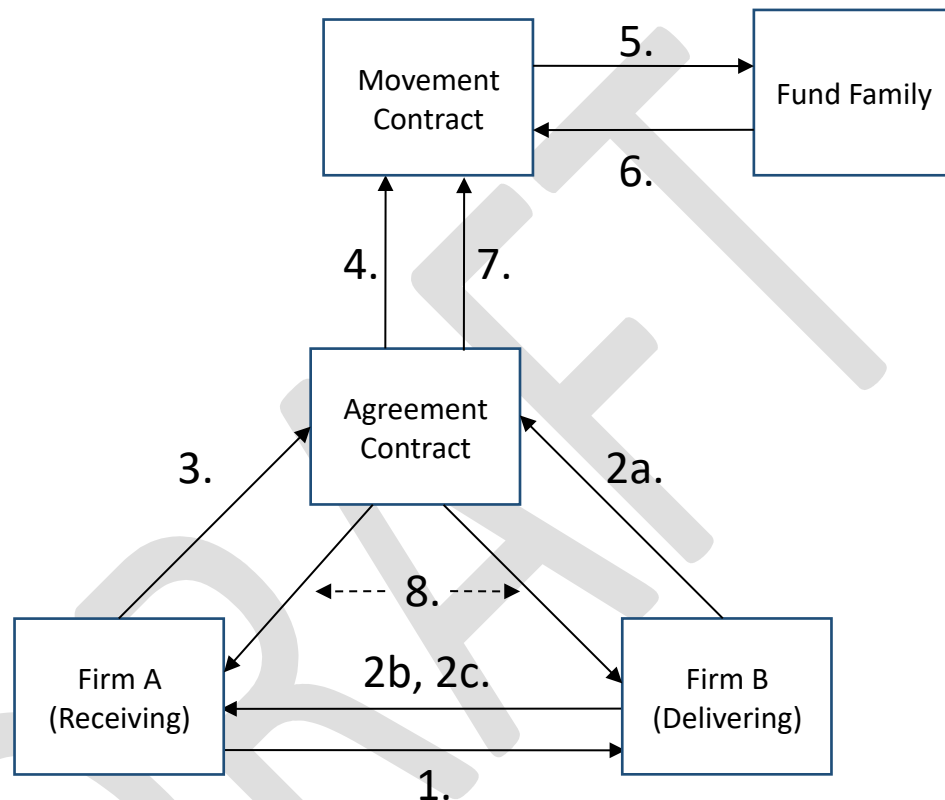 5.
Movement
Contract
Fund Family
6.
4.
7.
Agreement
Contract
3.
2a.
8.
Firm A
(Receiving)
2b, 2c.
Firm B
(Delivering)
1.
DRAFT